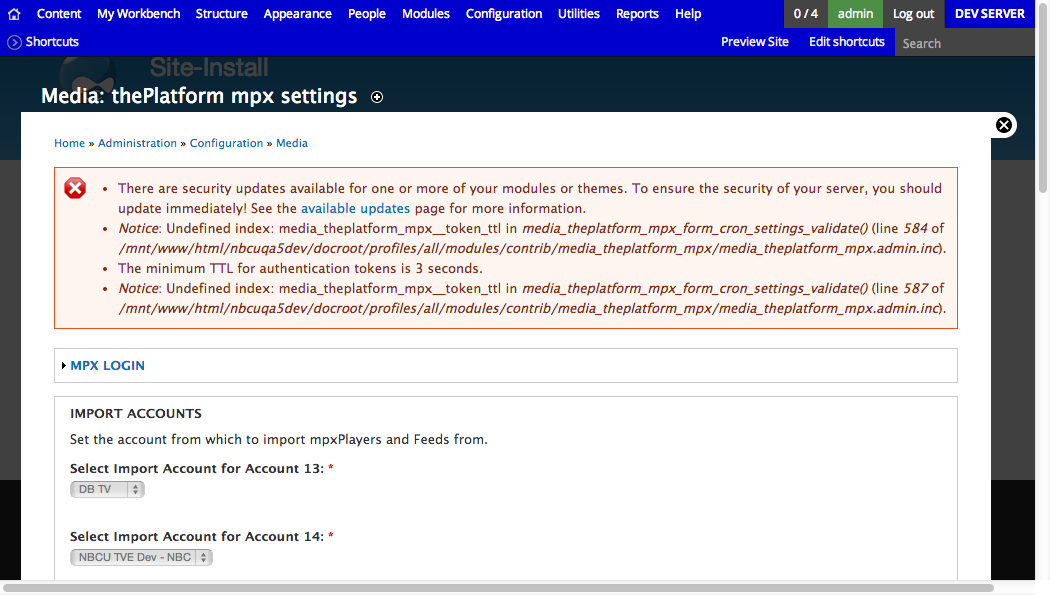 Content My Workbench Structure Appearance People Modules Configuration Utilities Reports Help 0 / 4 admin Log out DEV SERVER
Shortcuts Preview Site Edit shortcuts Search
Site-Install
Media: thePlatform mpx settings
Home » Administration » Configuration » Media
• There are security updates available for one or more of your modules or themes. To ensure the security of your server, you should
update immediately! See the available updates page for more information.
• Notice: Undefined index: media_theplatform_mpx__token_ttl in media_theplatform_mpx_form_cron_settings_validate() (line 584 of
/mnt/www/html/nbcuqa5dev/docroot/profiles/all/modules/contrib/media_theplatform_mpx/media_theplatform_mpx.admin.inc).
• The minimum TTL for authentication tokens is 3 seconds.
• Notice: Undefined index: media_theplatform_mpx__token_ttl in media_theplatform_mpx_form_cron_settings_validate() (line 587 of
/mnt/www/html/nbcuqa5dev/docroot/profiles/all/modules/contrib/media_theplatform_mpx/media_theplatform_mpx.admin.inc).
MPX LOGIN
IMPORT ACCOUNTS
Set the account from which to import mpxPlayers and Feeds from.
Select Import Account for Account 13: *
DB TV
Select Import Account for Account 14: *
NBCU TVE Dev - NBC